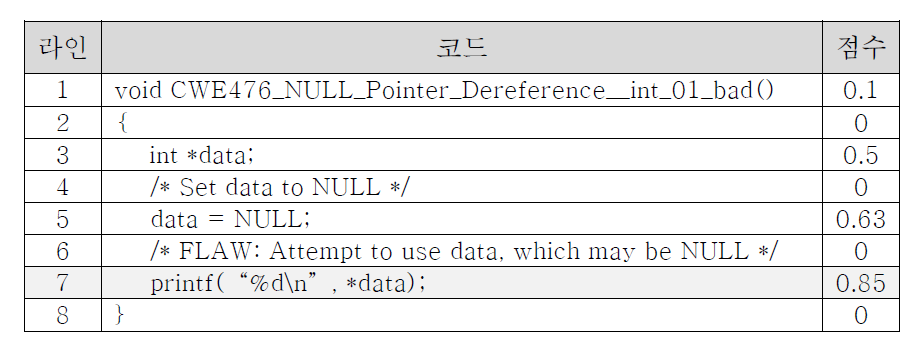 라인 코드 점수
1 void CWE476_NULL_Pointer_Dereference__int_01_bad() 0.1
2 { 0
3 int *data; 0.5
4 /* Set data to NULL */ 0
5 data = NULL; 0.63
6 /* FLAW: Attempt to use data, which may be NULL */ 0
7 printf( “%d\n” , *data); 0.85
8 } 0